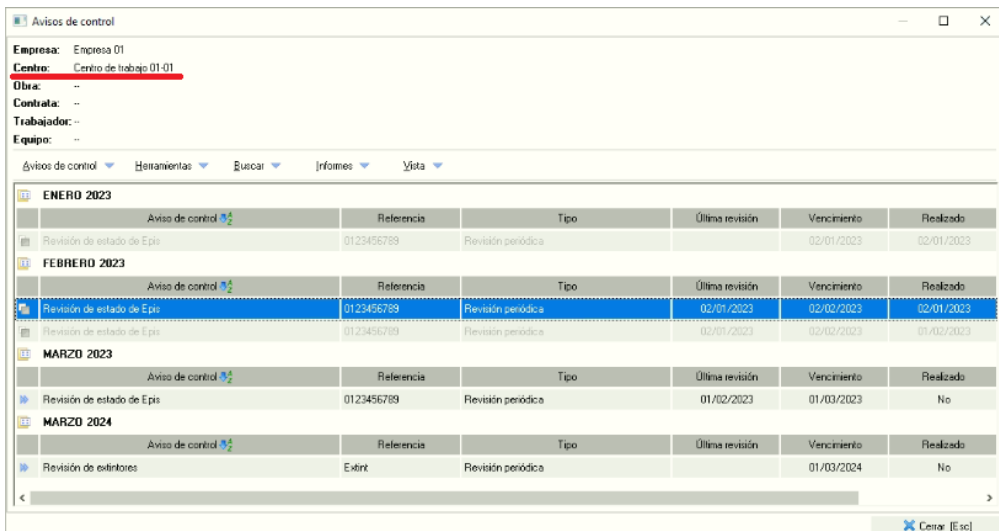 Avisos de control
Empresa: Empresa 01
Centro: Centro de trabajo 01-01
Obra: --
Contrata: --
Trabajador: --
Equipo: --
Avisos de control Herramientas Buscar Informes Vista
ENERO 2023
Aviso de control Referencia Tipo Última revisión Vencimiento Realizado
Revisión de estado de Epis 0123456789 Revisión periódica 02/01/2023 02/01/2023
FEBRERO 2023
Aviso de control Referencia Tipo Última revisión Vencimiento Realizado
Revisión de estado de Epis 0123456789 Revisión periódica 02/01/2023 02/02/2023 02/01/2023
Revisión de estado de Epis 0123456789 Revisión periódica 02/01/2023 02/02/2023 01/02/2023
MARZO 2023
Aviso de control Referencia Tipo Última revisión Vencimiento Realizado
Revisión de estado de Epis 0123456789 Revisión periódica 01/02/2023 01/03/2023 No
MARZO 2024
Aviso de control Referencia Tipo Última revisión Vencimiento Realizado
Revisión de extintores Extint Revisión periódica 01/03/2024 No
Cerrar [Esc]